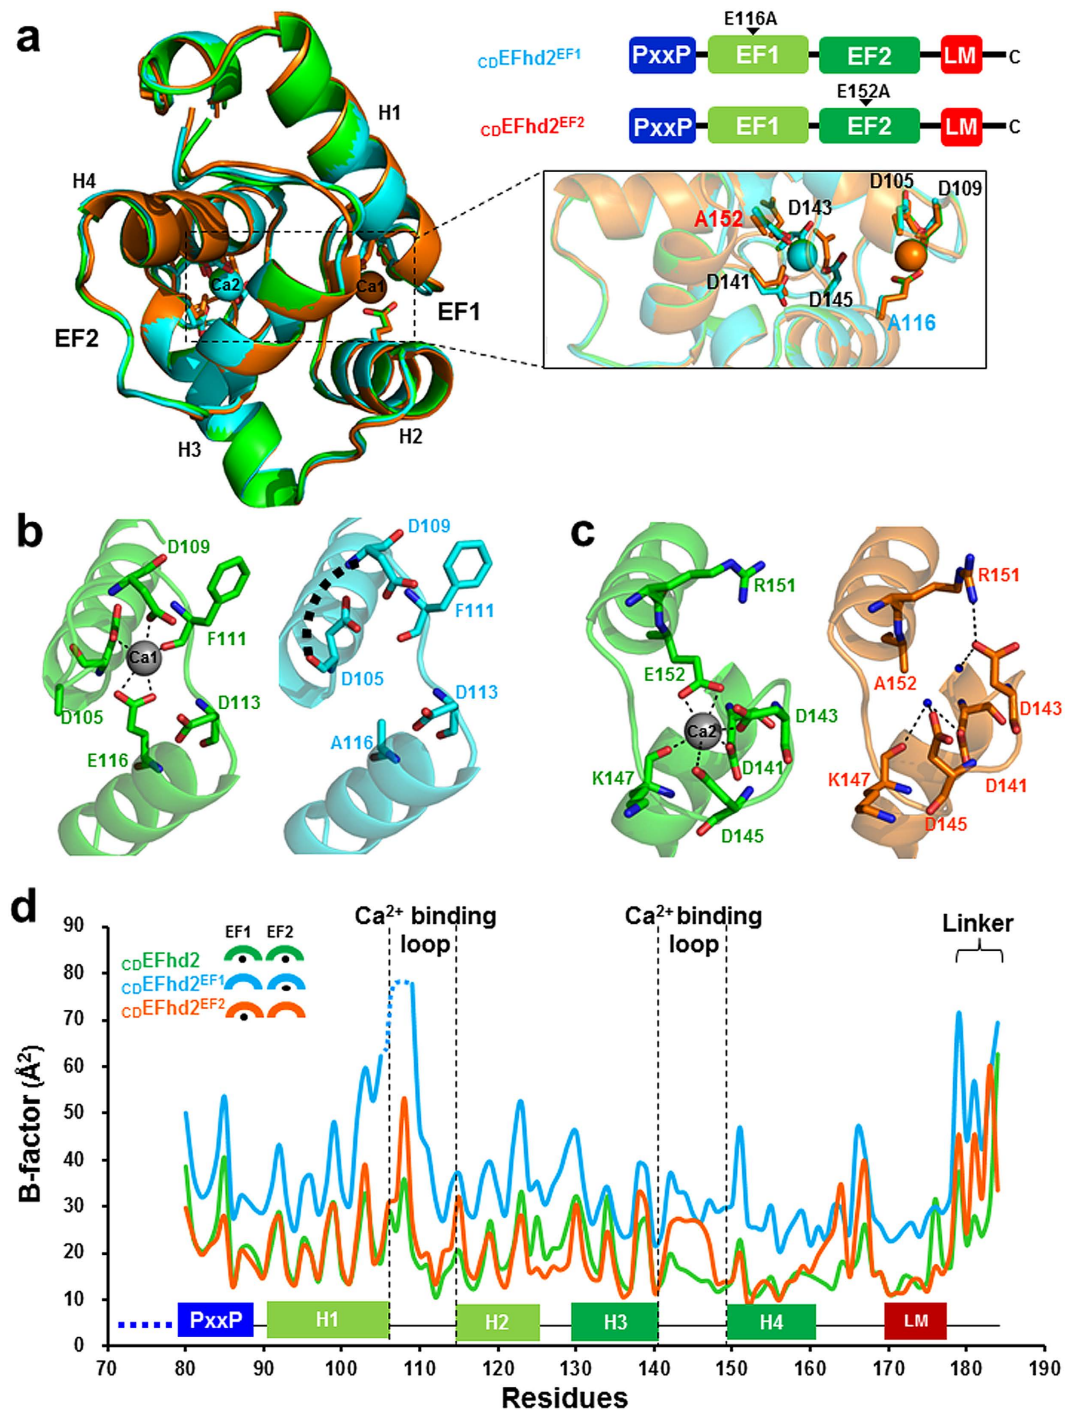 a
CDEFhd2EF1
E116A
PxxP EF1 EF2 LM C
CDEFhd2EF2
E152A
PxxP EF1 EF2 LM C
H1
H4
Ca2 Ca1
EF1
EF2
H3
H2
D105 D109
A152 D143
D141
D145
A116
b
D109
F111
Ca1
D105
D113
E116
D109
F111
D105
D113
A116
c
R151
E152
Ca2
D143
D141
K147
D145
R151
A152
D143
K147
D141
D145
d
Ca2+ binding
loop
Ca2+ binding
loop
Linker
EF1 EF2
CDEFhd2
CDEFhd2EF1
CDEFhd2EF2
B-factor (Å2)
90
80
70
60
50
40
30
20
10
0
PxxP H1 H2 H3 H4 LM
70 80 90 100 110 120 130 140 150 160 170 180 190
Residues